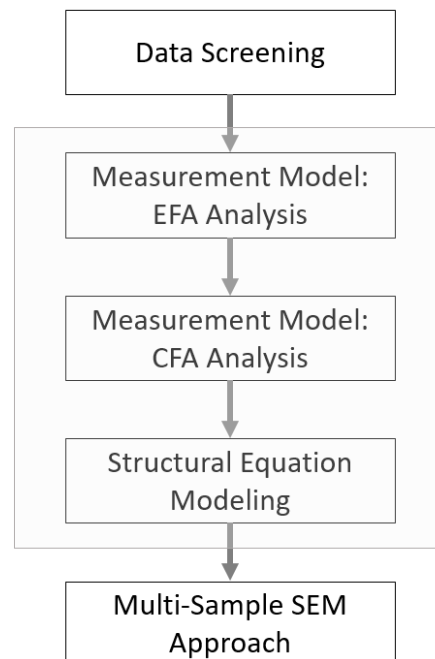 Data Screening
Measurement Model:
EFA Analysis
Measurement Model:
CFA Analysis
Structural Equation
Modeling
Multi-Sample SEM
Approach